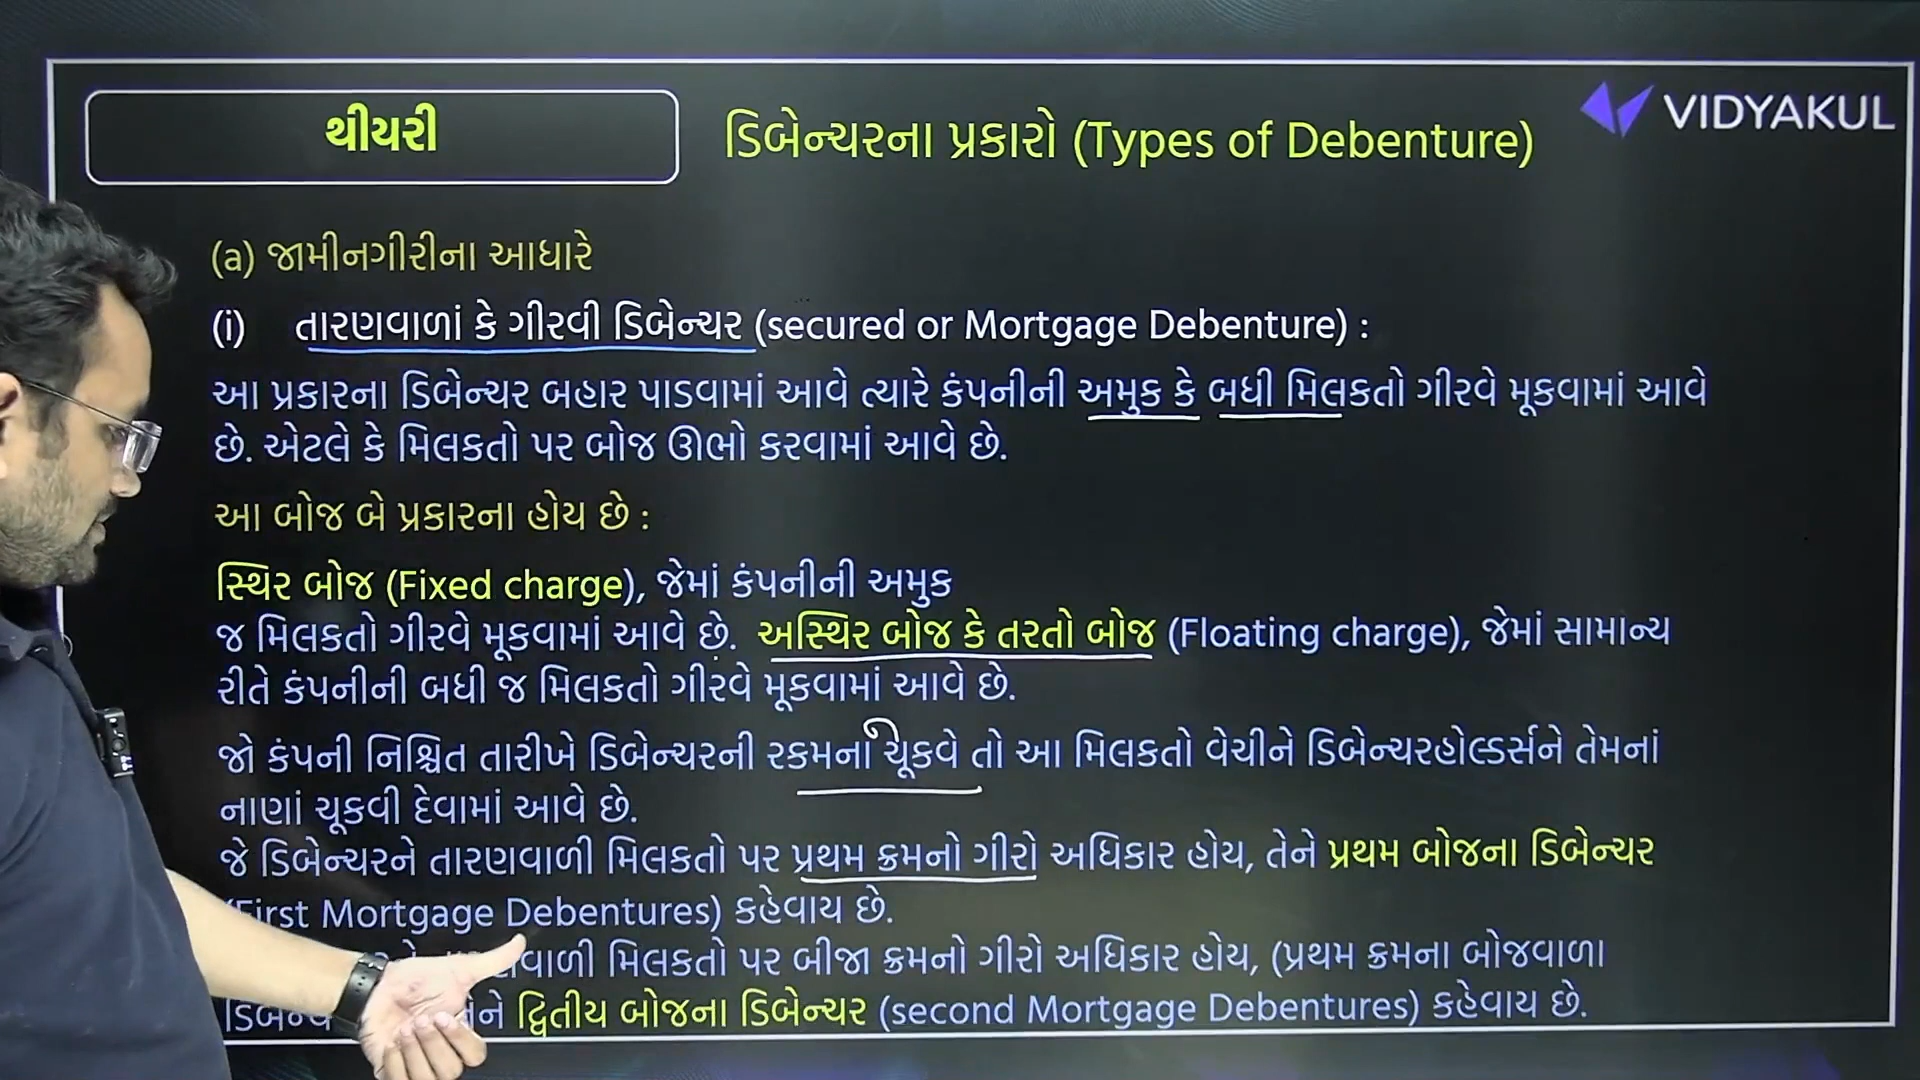 થીયરી
ડિબેન્ચરના પ્રકારો (Types of Debenture)
VIDYAKUL
(a) જામીનગીરીના આધારે
(i) તારણવાળાં કે ગીરવી ડિબેન્ચર (secured or Mortgage Debenture) :
આ પ્રકારના ડિબેન્ચર બહાર પાડવામાં આવે ત્યારે કંપનીની અમુક કે બધી મિલકતો ગીરવે મૂકવામાં આવે
છે. એટલે કે મિલકતો પર બોજ ઊભો કરવામાં આવે છે.
આ બોજ બે પ્રકારના હોય છે :
સ્થિર બોજ (Fixed charge), જેમાં કંપનીની અમુક
જ મિલકતો ગીરવે મૂકવામાં આવે છે. અસ્થિર બોજ કે તરતો બોજ (Floating charge), જેમાં સામાન્ય
રીતે કંપનીની બધી જ મિલકતો ગીરવે મૂકવામાં આવે છે.
જો કંપની નિશ્ચિત તારીખે ડિબેન્ચરની રકમના ચૂકવે તો આ મિલકતો વેચીને ડિબેન્ચરહોલ્ડર્સને તેમનાં
નાણાં ચૂકવી દેવામાં આવે છે.
જે ડિબેન્ચરને તારણવાળી મિલકતો પર પ્રથમ ક્રમનો ગીરો અધિકાર હોય, તેને પ્રથમ બોજના ડિબેન્ચર
(First Mortgage Debentures) કહેવાય છે.
મિલકતો પર બીજા ક્રમનો ગીરો અધિકાર હોય, (પ્રથમ ક્રમના બોજવાળા
દ્વિતીય બોજના ડિબેન્ચર (second Mortgage Debentures) કહેવાય છે.